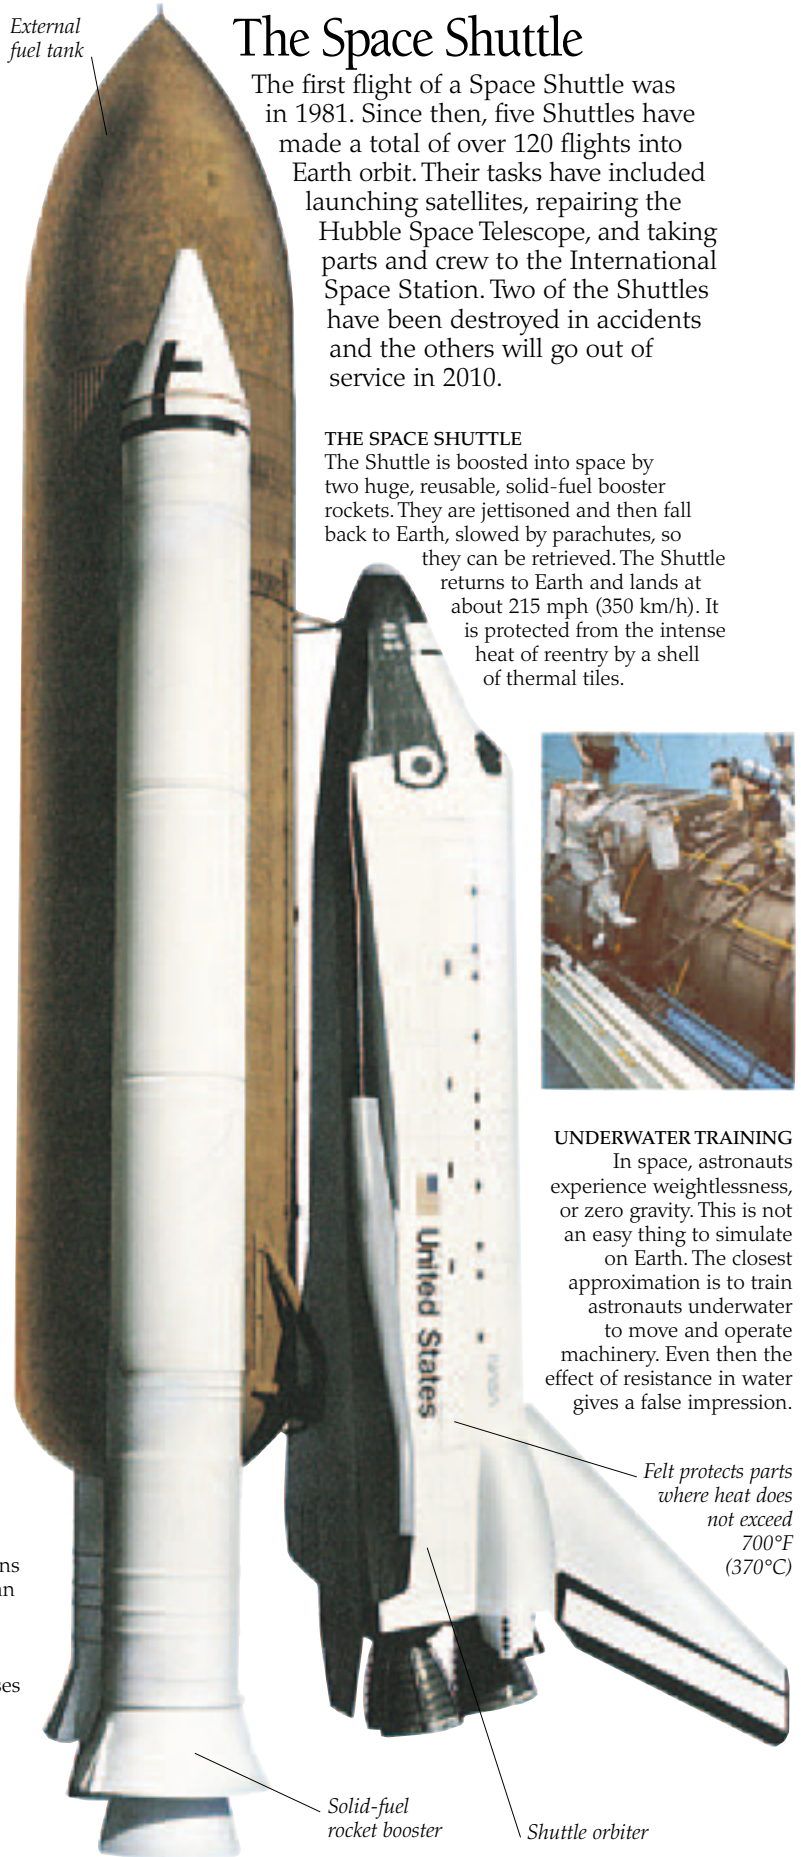 External
fuel tank
The Space Shuttle
The first flight of a Space Shuttle was
in 1981. Since then, five Shuttles have
made a total of over 120 flights into
Earth orbit. Their tasks have included
launching satellites, repairing the
Hubble Space Telescope, and taking
parts and crew to the International
Space Station. Two of the Shuttles
have been destroyed in accidents
and the others will go out of
service in 2010.
THE SPACE SHUTTLE
The Shuttle is boosted into space by
two huge, reusable, solid-fuel booster
rockets. They are jettisoned and then fall
back to Earth, slowed by parachutes, so
they can be retrieved. The Shuttle
returns to Earth and lands at
about 215 mph (350 km/h). It
is protected from the intense
heat of reentry by a shell
of thermal tiles.
UNDERWATER TRAINING
In space, astronauts
experience weightlessness,
or zero gravity. This is not
an easy thing to simulate
on Earth. The closest
approximation is to train
astronauts underwater
to move and operate
machinery. Even then the
effect of resistance in water
gives a false impression.
United States
NASA
Felt protects parts
where heat does
not exceed
700°F
(370°C)
ns
an
ses
Solid-fuel
rocket booster
Shuttle orbiter